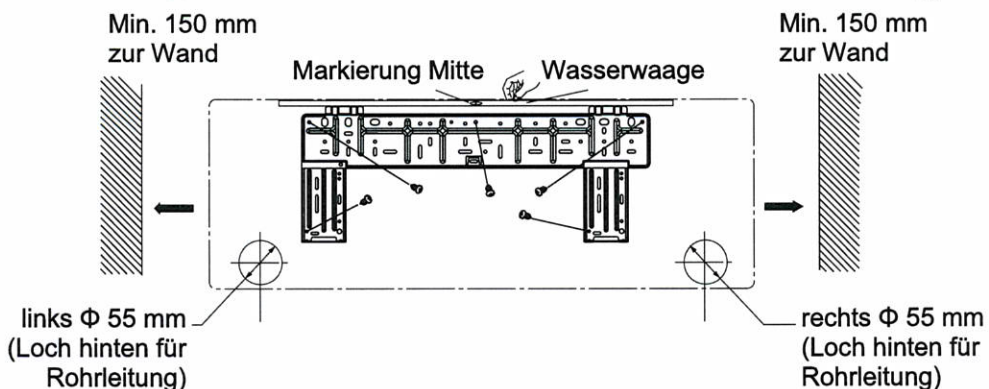 Min. 150 mm
zur Wand
Min. 150 mm
zur Wand
Markierung Mitte
Wasserwaage
links Φ 55 mm
(Loch hinten für
Rohrleitung)
rechts Φ 55 mm
(Loch hinten für
Rohrleitung)